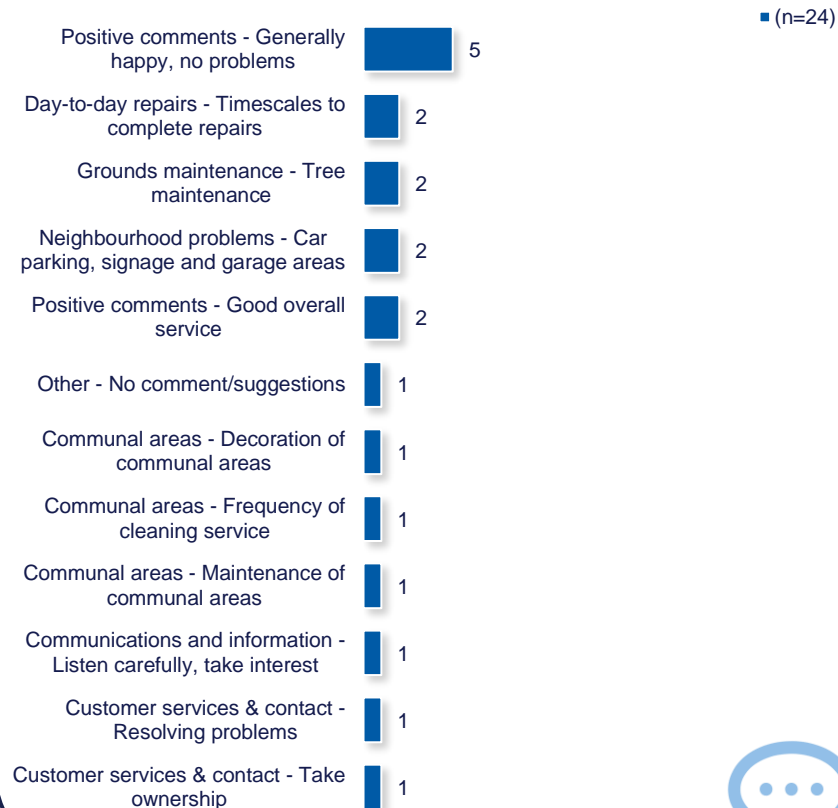 (n=24)
Positive comments - Generally
happy, no problems
5
Day-to-day repairs - Timescales to
complete repairs
2
Grounds maintenance - Tree
maintenance
2
Neighbourhood problems - Car
parking, signage and garage areas
2
Positive comments - Good overall
service
2
Other - No comment/suggestions
1
Communal areas - Decoration of
communal areas
1
Communal areas - Frequency of
cleaning service
1
Communal areas - Maintenance of
communal areas
1
Communications and information -
Listen carefully, take interest
1
Customer services & contact -
Resolving problems
1
Customer services & contact - Take
ownership
1